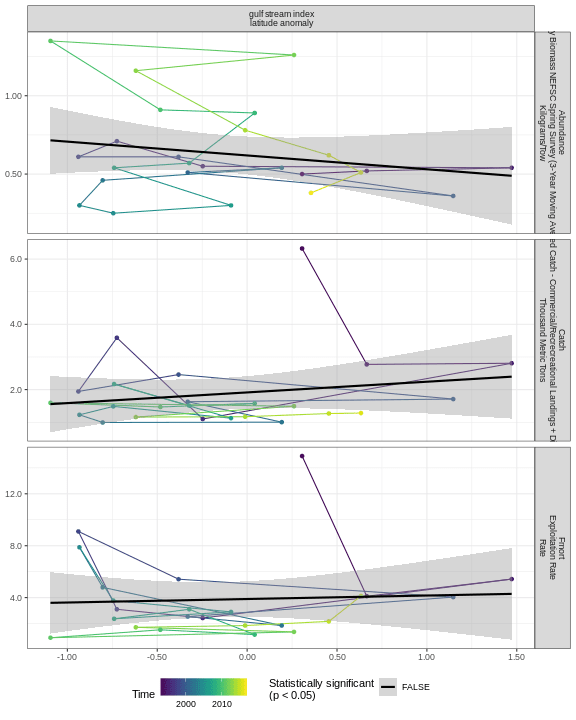 gulf stream index
latitude anomaly
1.00
0.50
Abundance
Biomass NEFSC Spring Survey (3-Year Moving Ave
Kilograms/tow
6.0
4.0
2.0
Catch
ed Catch - Commercial/Recreational Landings + D
Thousand Metric Tons
12.0
8.0
4.0
Fmort
Exploitation Rate
Rate
-1.00 -0.50 0.00 0.50 1.00 1.50
Time
2000 2010
Statistically significant
(p < 0.05)
FALSE